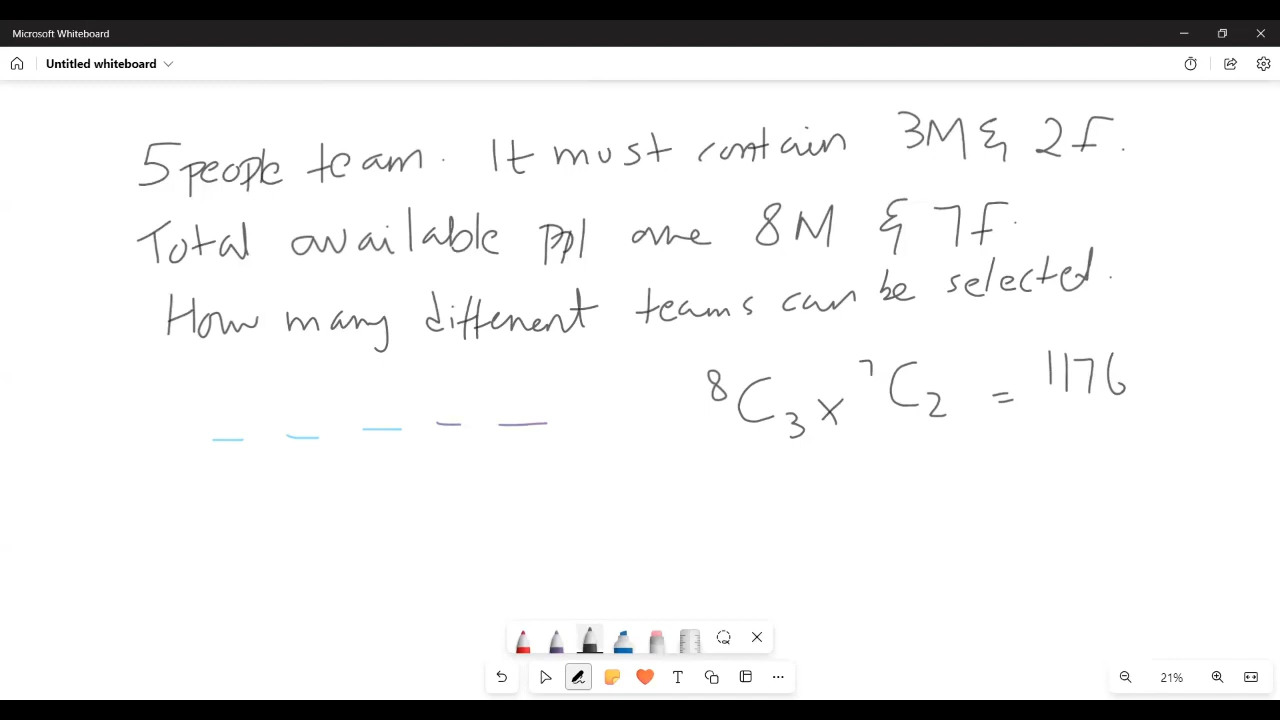 Microsoft Whiteboard
Untitled whiteboard
5 people team. It must contain 3M & 2F.
Total available ppl are 8M & 7F.
How many different teams can be selected.
⁸C₃ x ⁷C₂ = 1176
21%